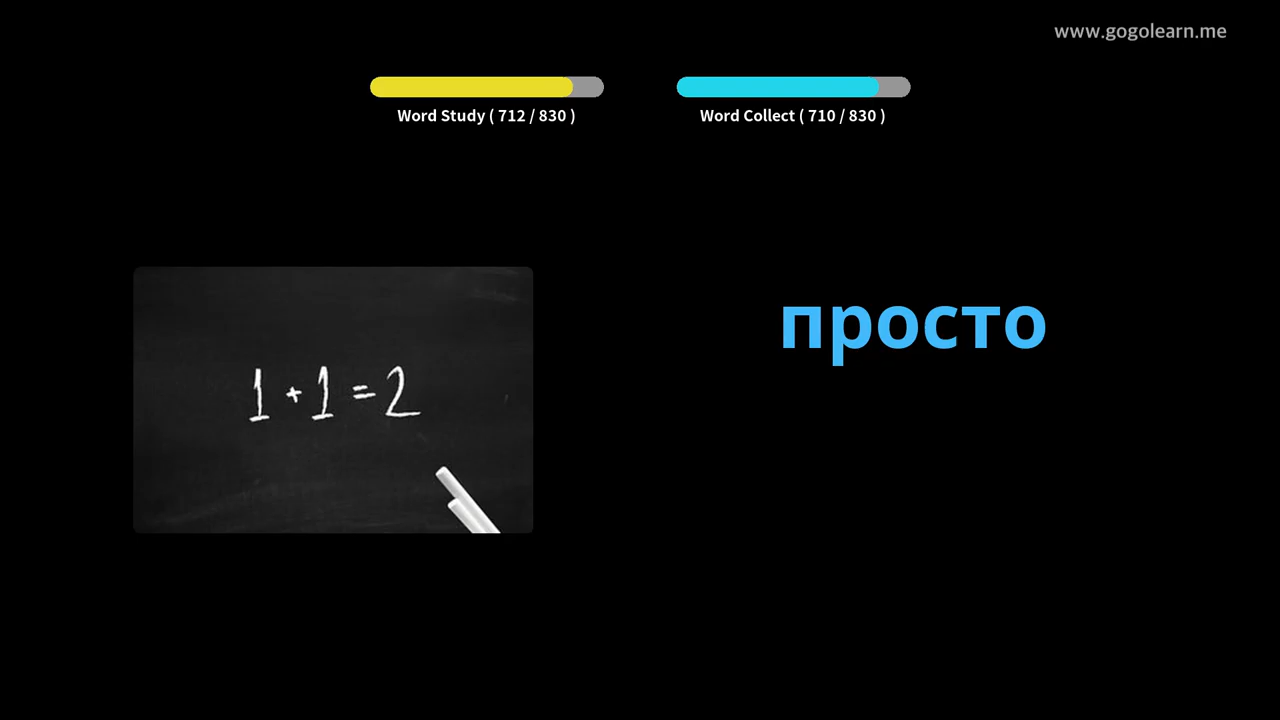 www.gogolearn.me
Word Study ( 712 / 830 )
Word Collect ( 710 / 830 )
1 + 1 = 2
просто